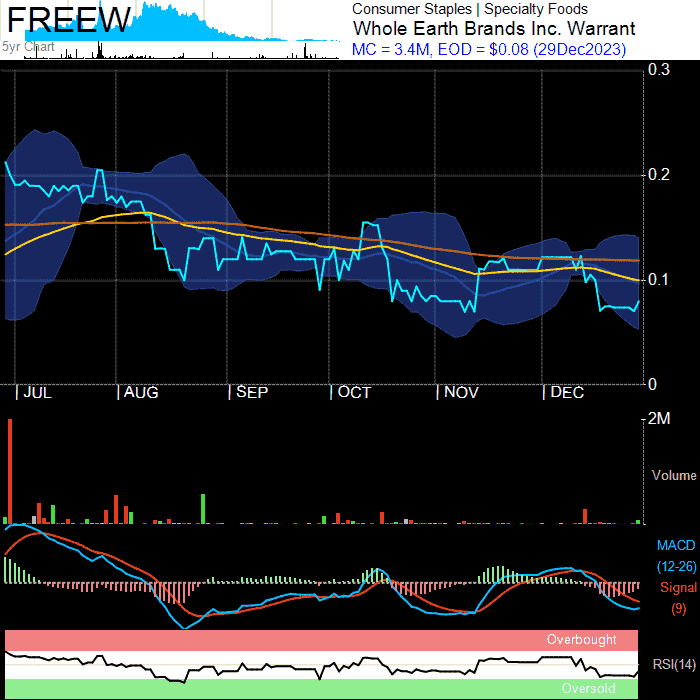 FREEW
5yr Chart
Consumer Staples | Specialty Foods
Whole Earth Brands Inc. Warrant
MC = 3.4M, EOD = $0.08 (29Dec2023)
0.3
0.2
0.1
0
JUL AUG SEP OCT NOV DEC
2M
Volume
MACD
(12-26)
Signal
(9)
Overbought
RSI(14)
Oversold